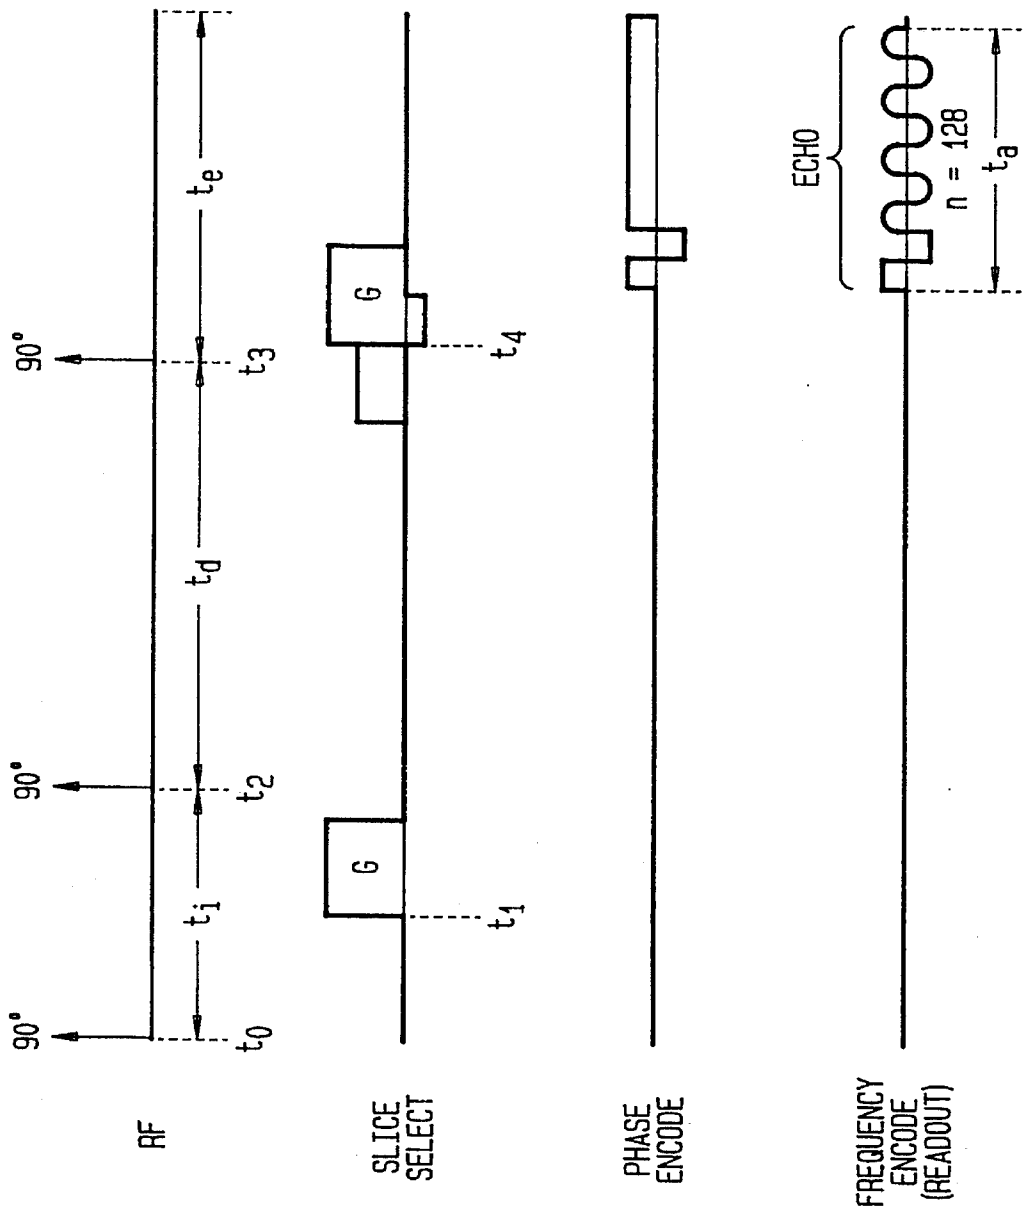 RF
90°
90°
90°
t0
ti
t2
td
t3
te
SLICE
SELECT
G
t1
G
t4
PHASE
ENCODE
FREQUENCY
ENCODE
(READOUT)
ECHO
n = 128
ta